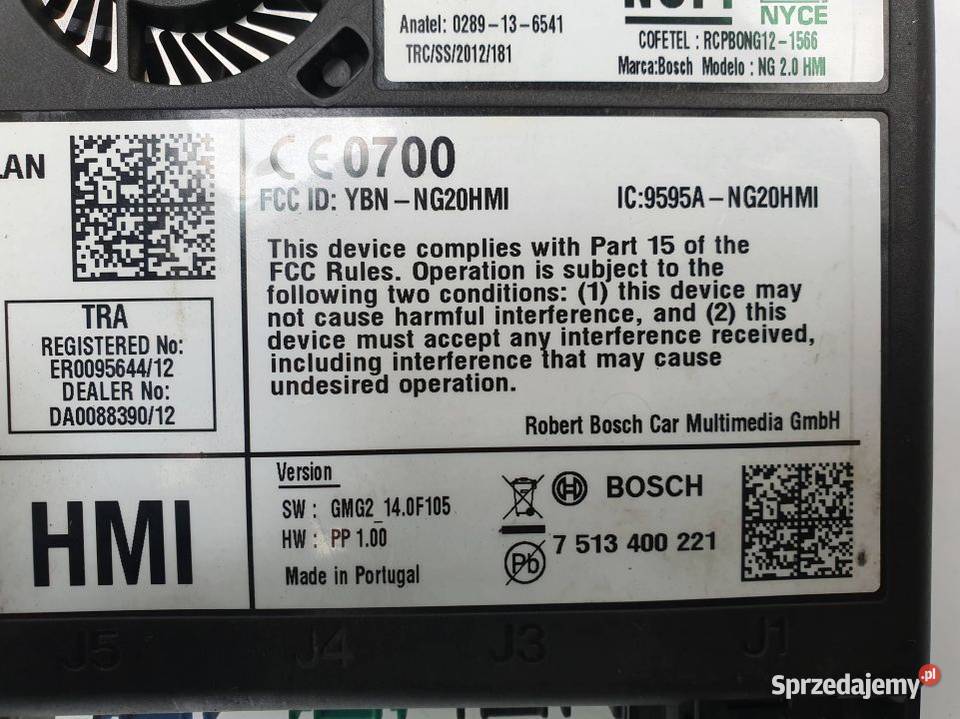 Anatel: 0289-13-6541
TRC/SS/2012/181
NYCE
COFETEL : RCPBONG12-1566
Marca:Bosch Modelo : NG 2.0 HMI
LAN
CE0700
FCC ID: YBN-NG20HMI
IC:9595A-NG20HMI
This device complies with Part 15 of the
FCC Rules. Operation is subject to the
following two conditions: (1) this device may
not cause harmful interference, and (2) this
device must accept any interference received,
including interference that may cause
undesired operation.
Robert Bosch Car Multimedia GmbH
TRA
REGISTERED No:
ER0095644/12
DEALER No:
DA0088390/12
HMI
Version
SW : GMG2_14.0F105
HW : PP 1.00
Made in Portugal
BOSCH
Pb
7 513 400 221
J5
J4
J3
J1
Sprzedajemy.pl